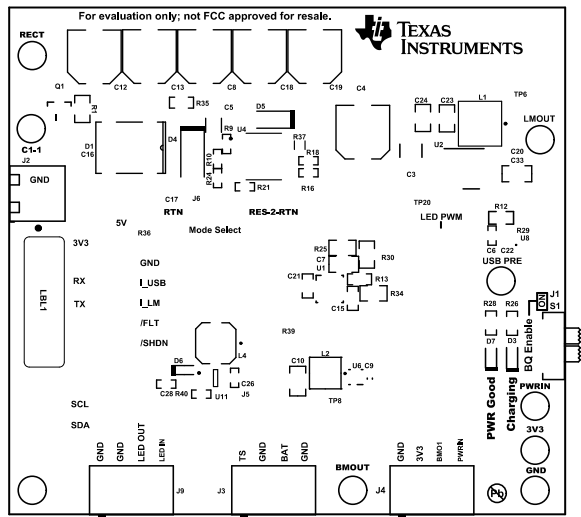 For evaluation only; not FCC approved for resale.
TEXAS
INSTRUMENTS
RECT
Q1
R1
C12
C13
C8
C18
C19
C4
R35
C5
D5
C24
C23
L1
TP6
LMOUT
C1-1
J2
GND
D1
C16
D4
R9
U4
R10
R24
R37
R18
R16
R21
U2
C3
C20
C33
C17
J6
RTN
RES-2-RTN
Mode Select
TP20
LED PWM
R12
R29
U8
C6
C22
USB PRE
5V
R36
3V3
RX
TX
LBL1
GND
I_USB
I_LM
/FLT
/SHDN
R25
C7
U1
R30
C21
R13
R34
C15
R39
R28
R26
D7
D3
ON
J1
S1
BQ Enable
PWR Good
Charging
PWRIN
3V3
GND
L4
D6
C28
R40
U11
C26
J5
C10
L2
U6
C9
TP8
SCL
SDA
GND
GND
LED OUT
LED IN
J9
TS
GND
BAT
GND
J3
BMOUT
GND
3V3
BMO1
PWRIN
J4
Pb